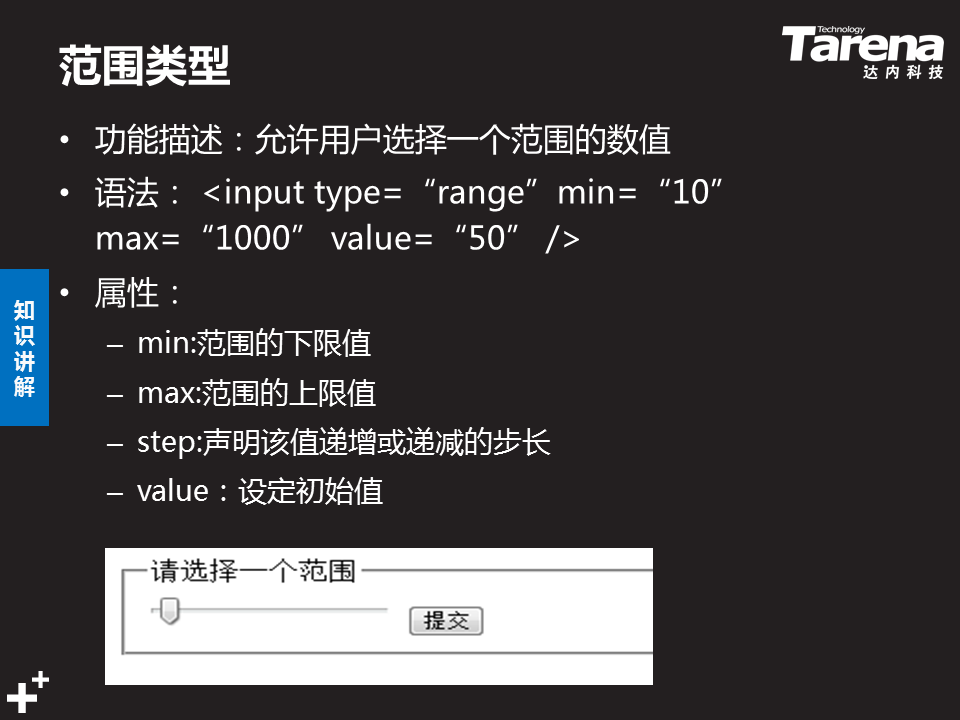 范围类型
Technology
Tarena
达内科技
• 功能描述：允许用户选择一个范围的数值
• 语法： <input type=“range”min=“10”
max=“1000” value=“50” />
• 属性：
– min:范围的下限值
– max:范围的上限值
– step:声明该值递增或递减的步长
– value：设定初始值
知
识
讲
解
请选择一个范围
提交